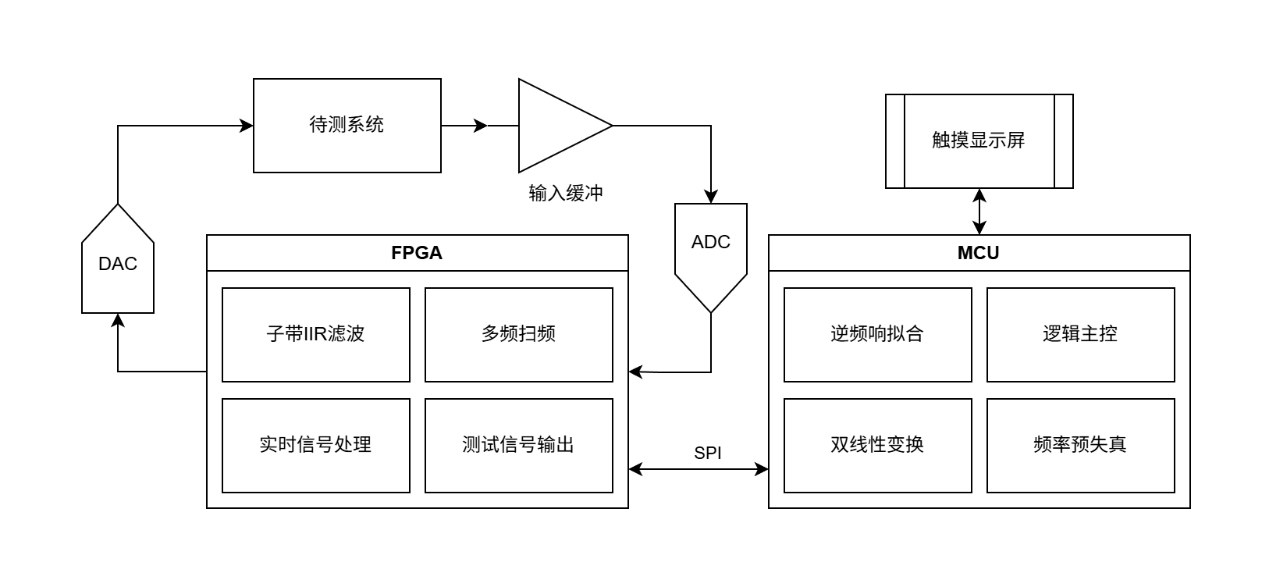 待测系统
触摸显示屏
输入缓冲
ADC
DAC
FPGA
MCU
子带IIR滤波
多频扫频
逆频响拟合
逻辑主控
实时信号处理
测试信号输出
SPI
双线性变换
频率预失真